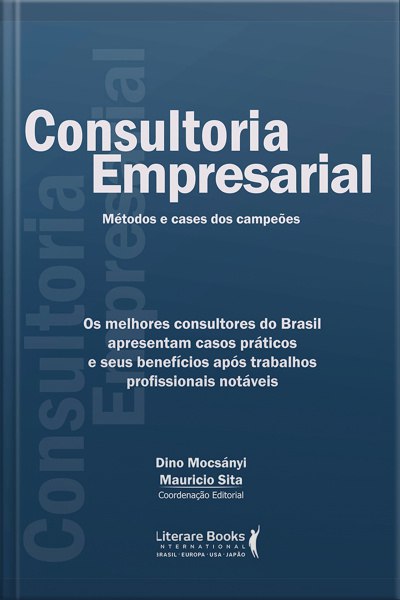 Consultoria
Empresarial
Consultoria
Empresarial
Métodos e cases dos campeões
Os melhores consultores do Brasil
apresentam casos práticos
e seus benefícios após trabalhos
profissionais notáveis
Dino Mocsányi
Mauricio Sita
Coordenação Editorial
Literare Books
INTERNATIONAL
BRASIL · EUROPA · USA · JAPÃO